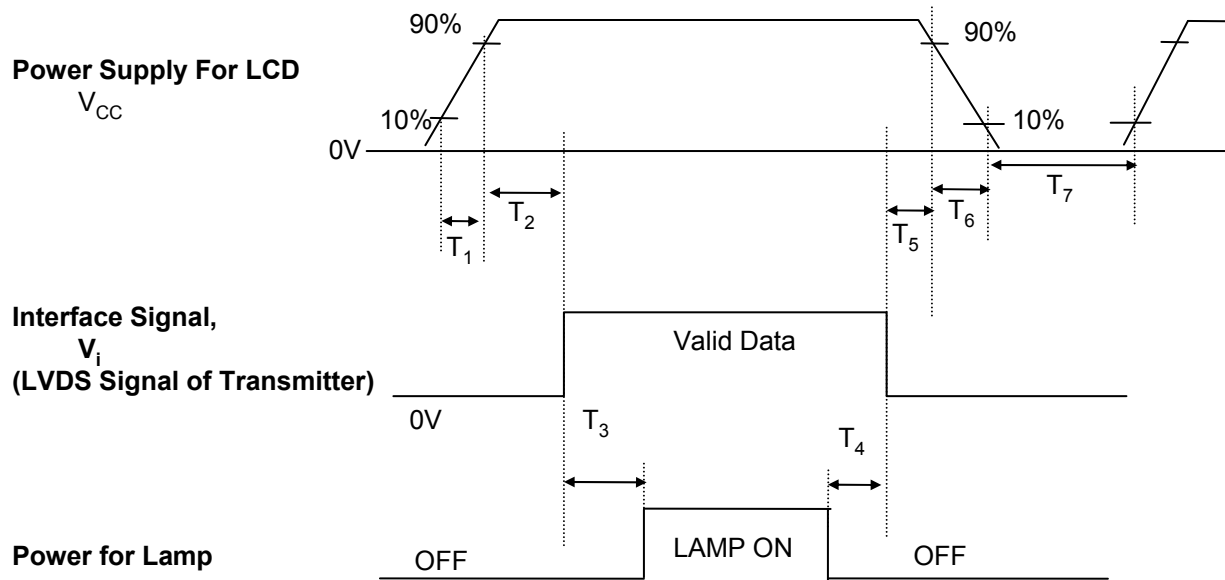 90%
90%
Power Supply For LCD
VCC
10%
10%
0V
T1
T2
T5
T6
T7
Interface Signal,
Vi
(LVDS Signal of Transmitter)
Valid Data
0V
T3
T4
Power for Lamp
OFF
LAMP ON
OFF